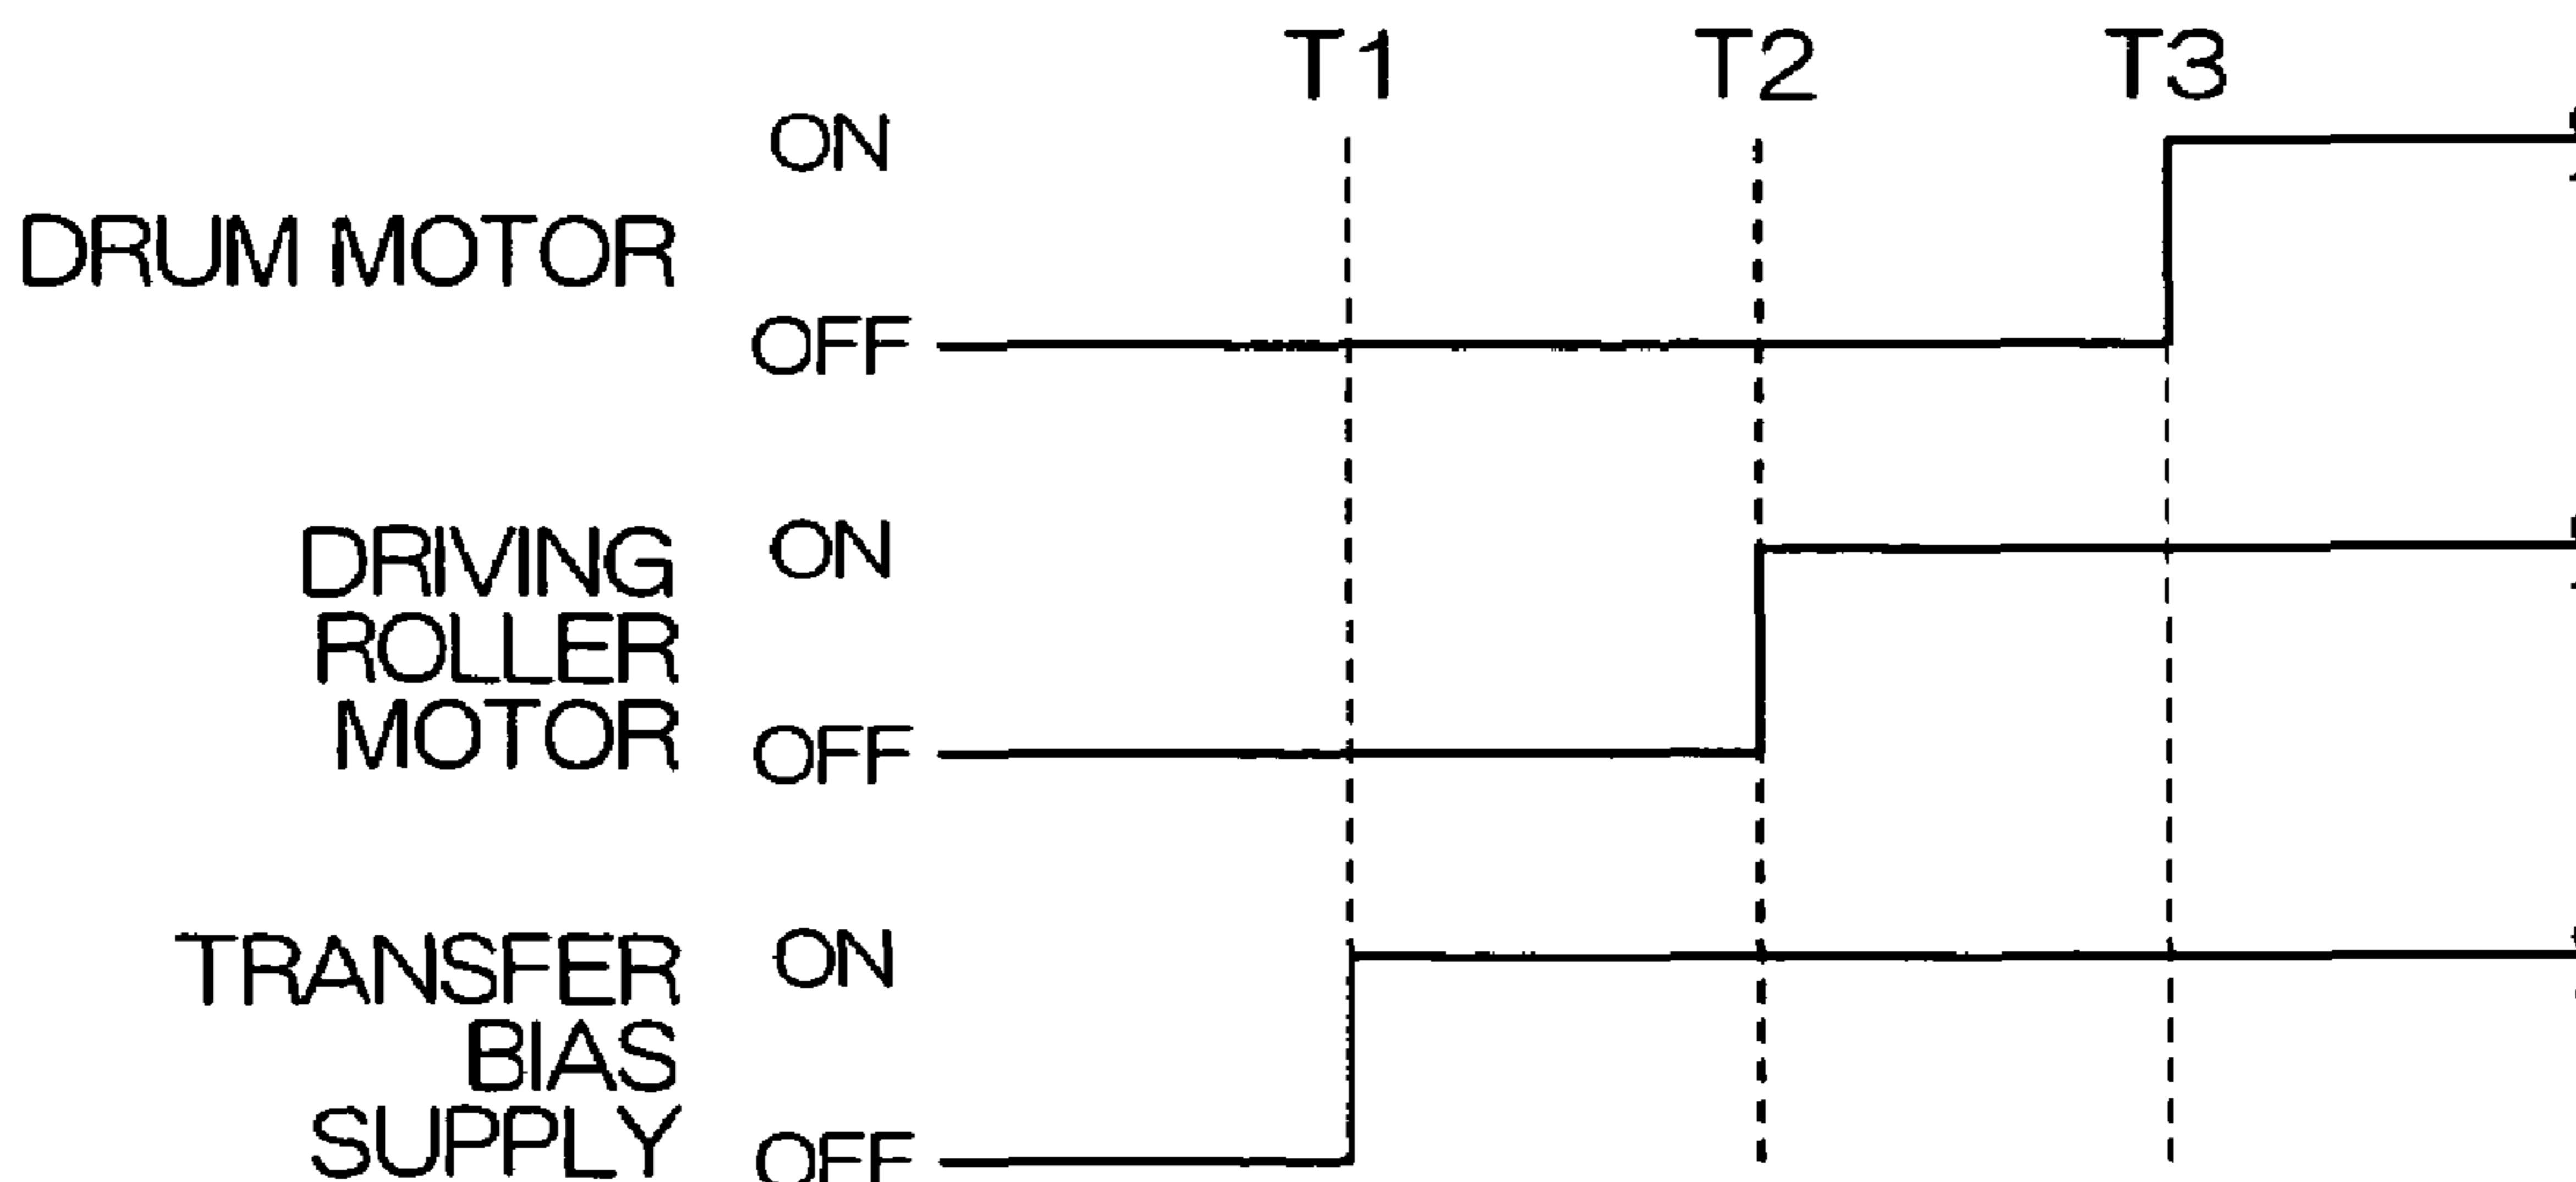 T1 T2 T3
ON
DRUM MOTOR
OFF
DRIVING
ROLLER
MOTOR
ON
OFF
TRANSFER
BIAS
SUPPLY
ON
OFF